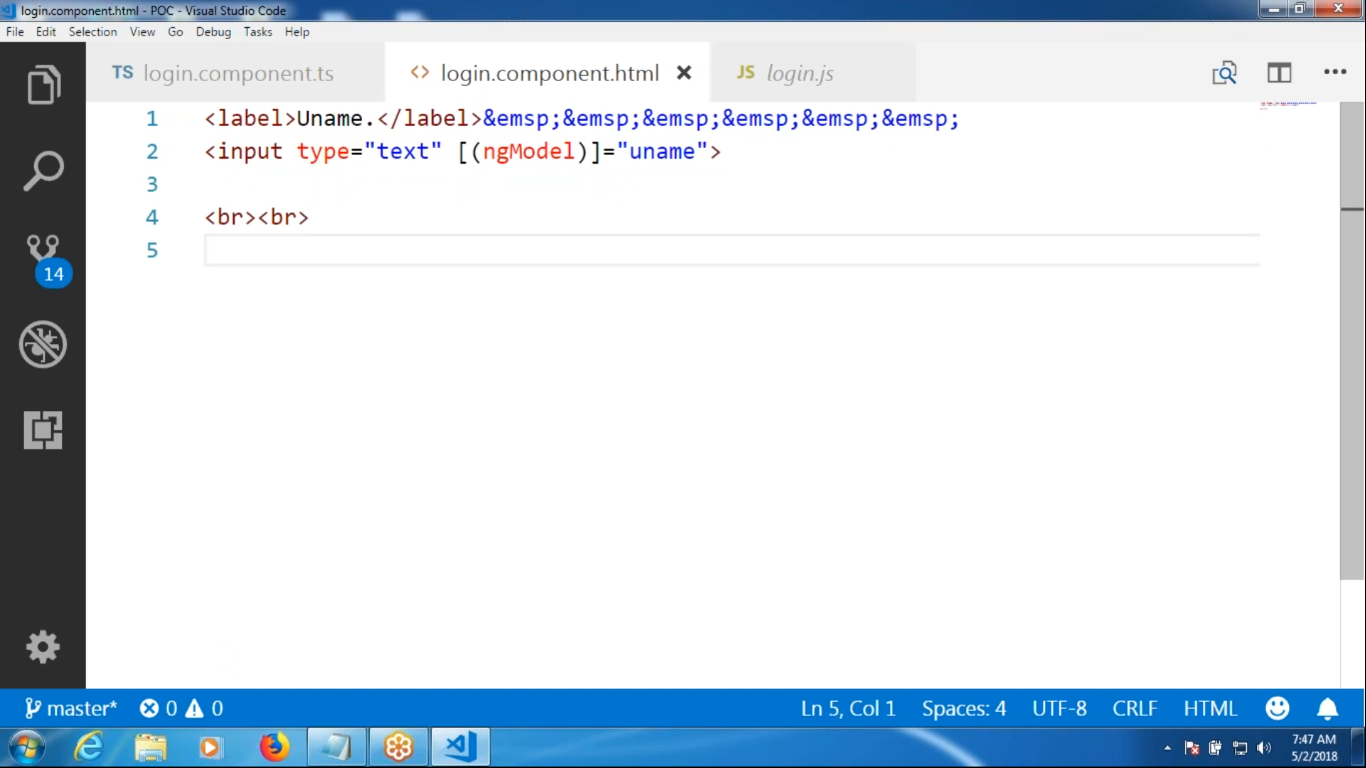 login.component.html - POC - Visual Studio Code
File Edit Selection View Go Debug Tasks Help
TS login.component.ts <> login.component.html JS login.js
1 <label>Uname.</label>&emsp;&emsp;&emsp;&emsp;&emsp;&emsp;
2 <input type="text" [(ngModel)]="uname">
3
4 <br><br>
5
14
master* 0 0 Ln 5, Col 1 Spaces: 4 UTF-8 CRLF HTML
7:47 AM
5/2/2018